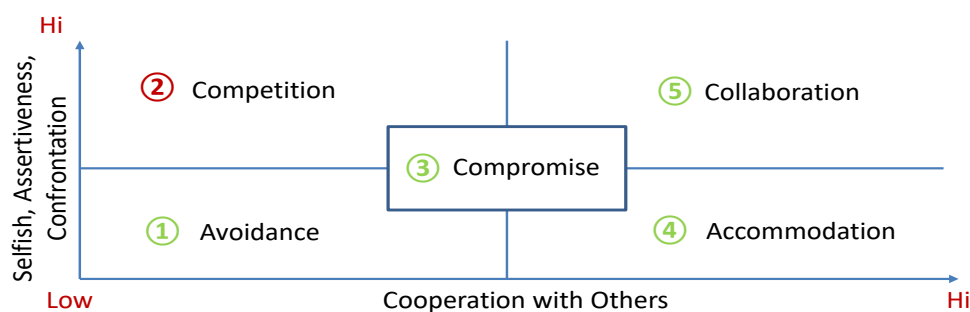 Hi
Selfish, Assertiveness,
Confrontation
② Competition
⑤ Collaboration
③ Compromise
① Avoidance
④ Accommodation
Low
Cooperation with Others
Hi